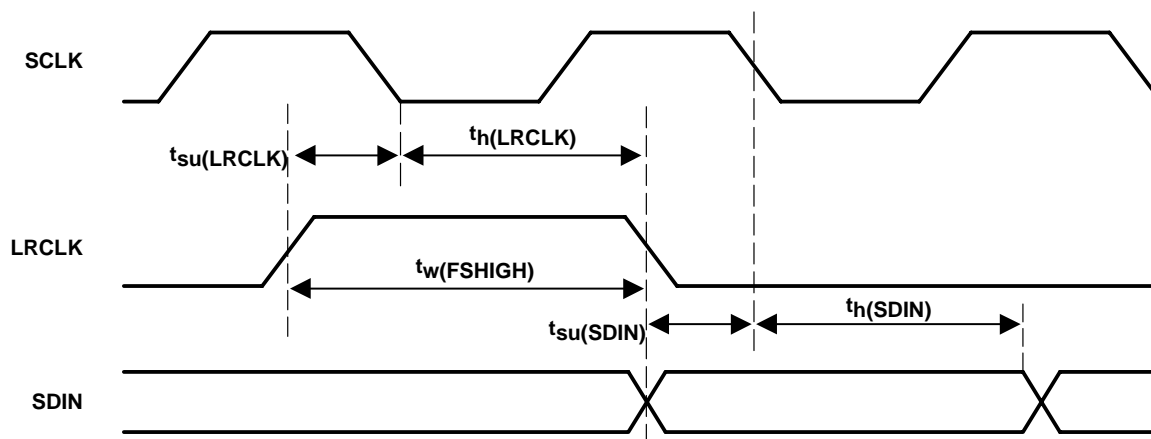 SCLK
th(LRCLK)
tsu(LRCLK)
LRCLK
tw(FSHIGH)
th(SDIN)
tsu(SDIN)
SDIN